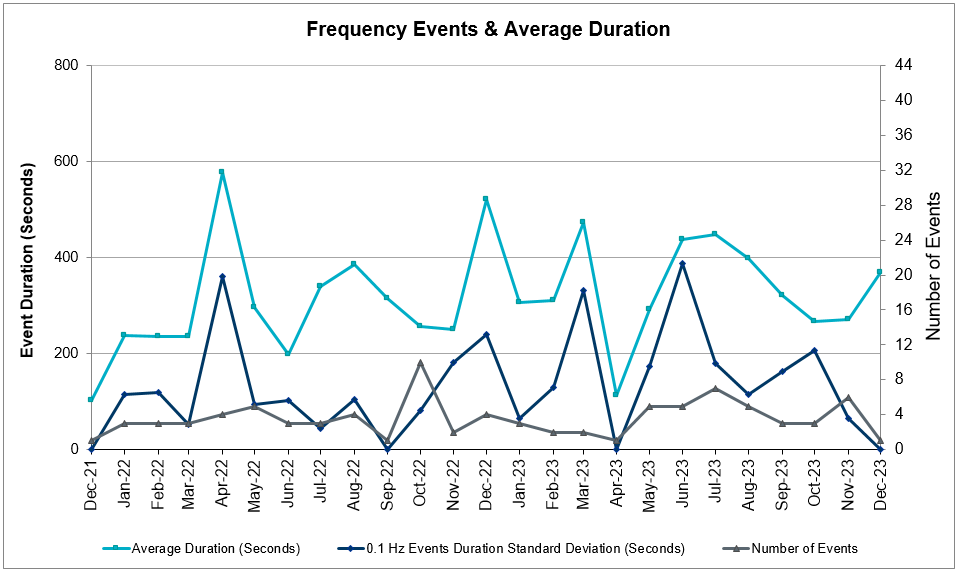 Frequency Events & Average Duration
800
600
400
200
0
Event Duration (Seconds)
44
40
36
32
28
24
20
16
12
8
4
0
Number of Events
Dec-21
Jan-22
Feb-22
Mar-22
Apr-22
May-22
Jun-22
Jul-22
Aug-22
Sep-22
Oct-22
Nov-22
Dec-22
Jan-23
Feb-23
Mar-23
Apr-23
May-23
Jun-23
Jul-23
Aug-23
Sep-23
Oct-23
Nov-23
Dec-23
Average Duration (Seconds)
0.1 Hz Events Duration Standard Deviation (Seconds)
Number of Events